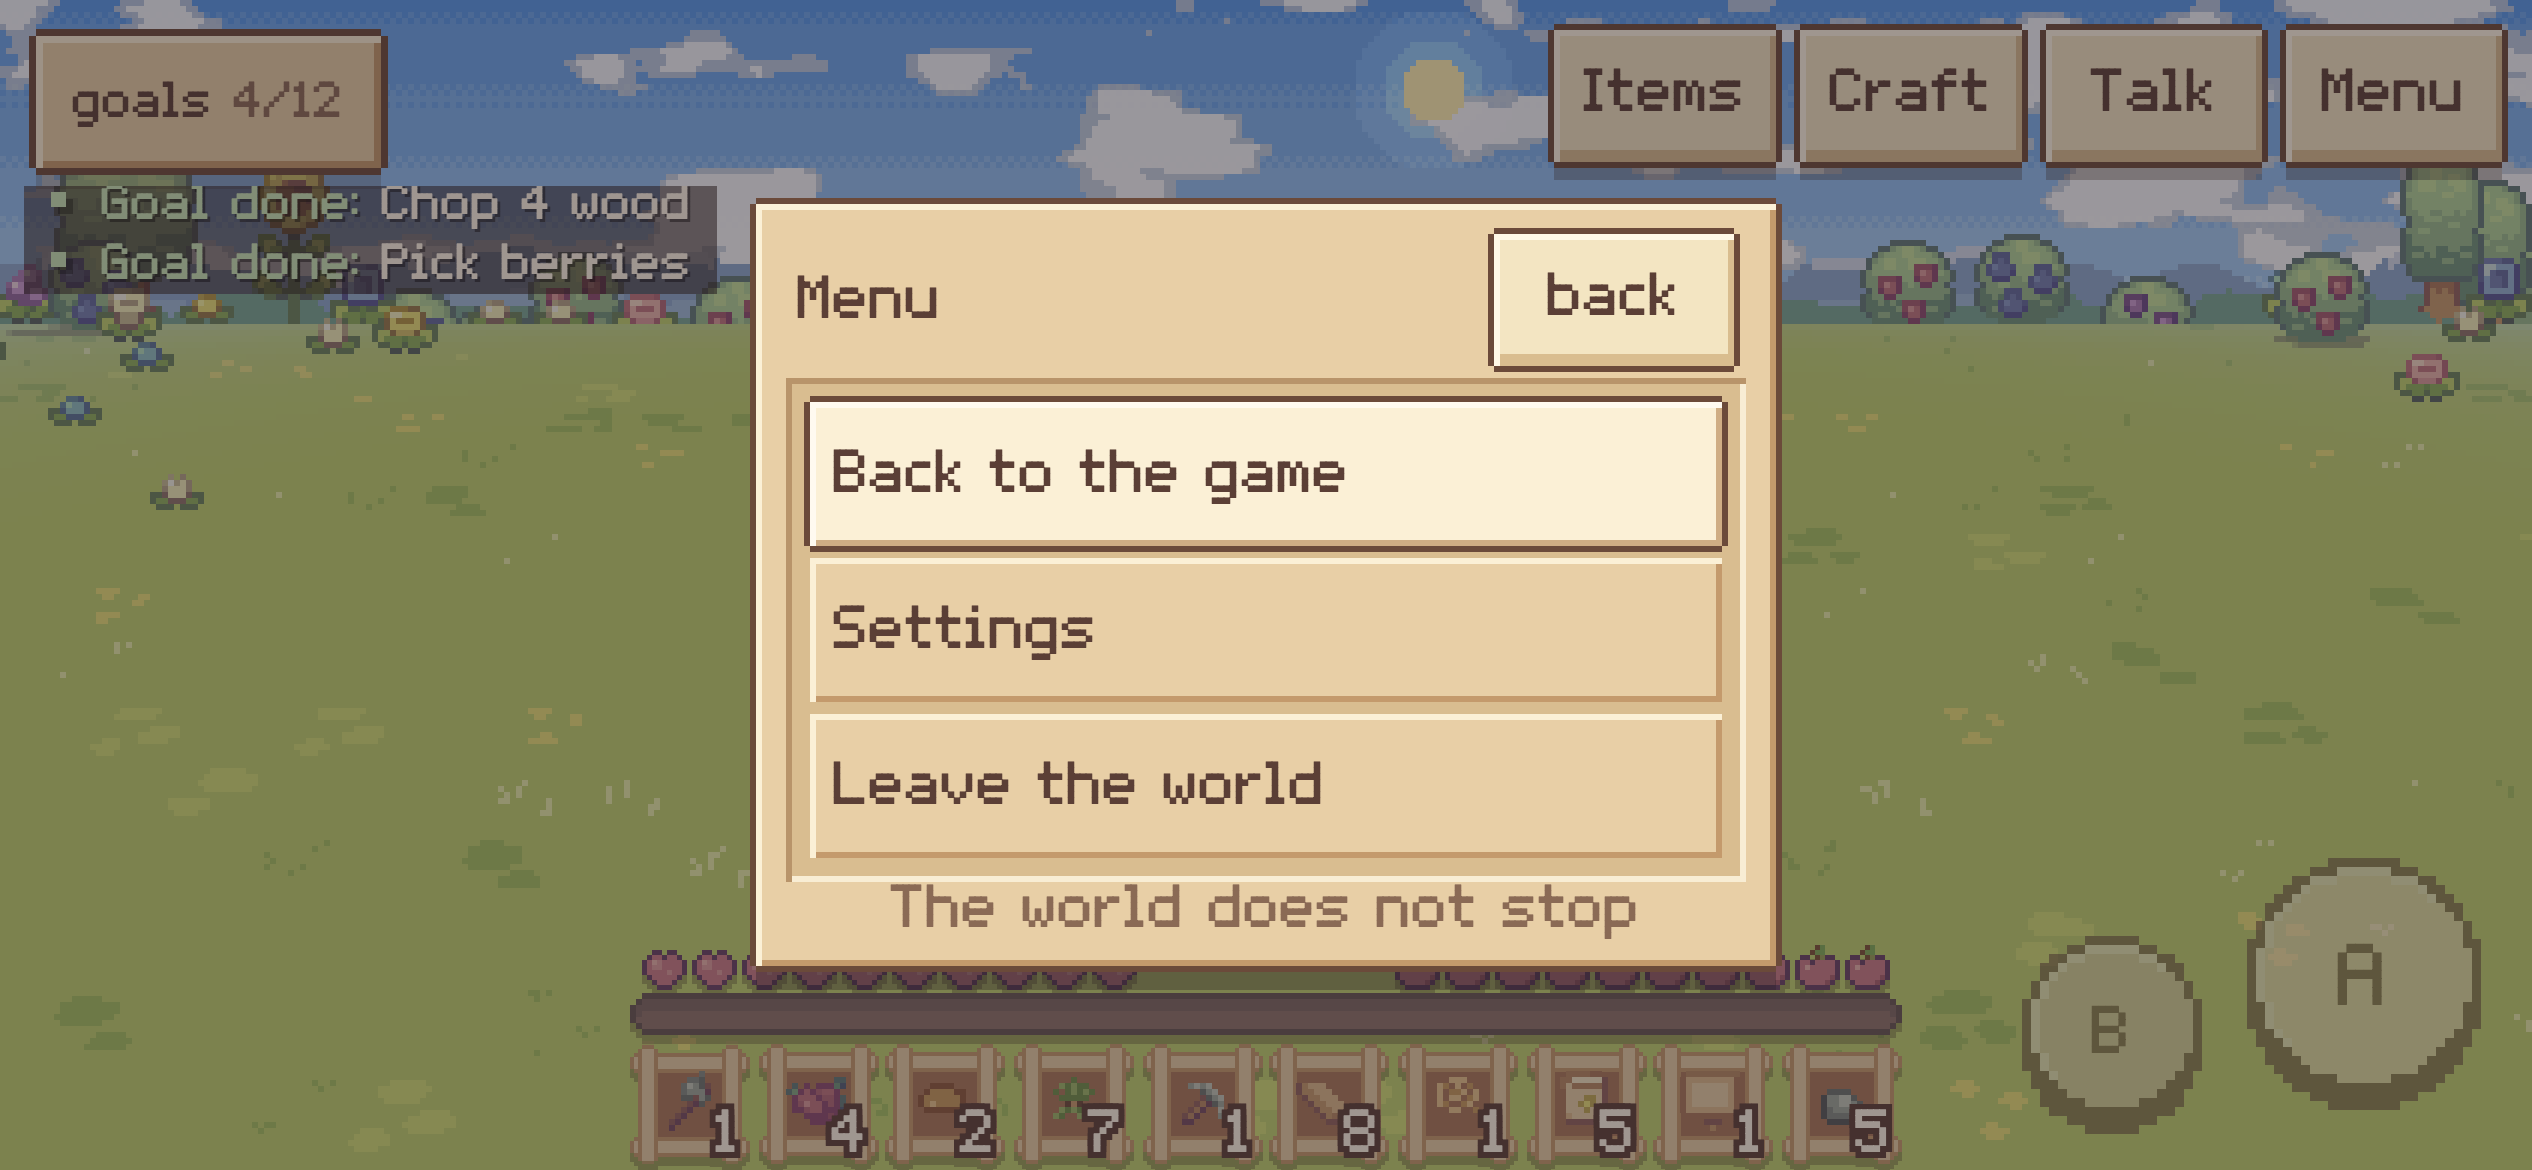 goals 4/12
Items
Craft
Talk
Menu
Goal done: Chop 4 wood
Goal done: Pick berries
Menu
back
Back to the game
Settings
Leave the world
The world does not stop
A
B
1
4
2
7
1
8
1
5
1
5